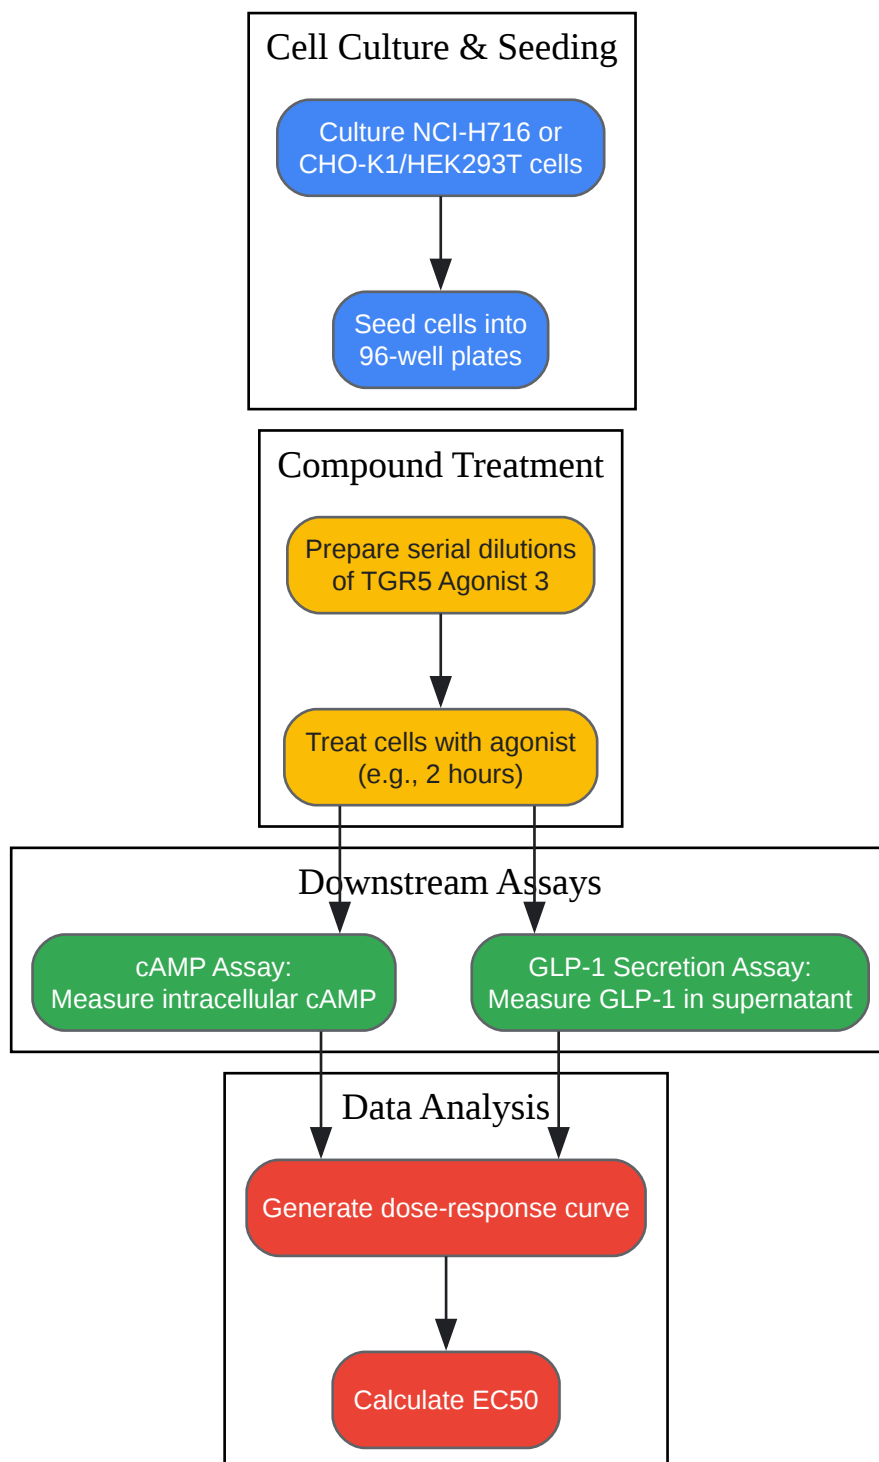 Cell Culture & Seeding
Culture NCI-H716 or
CHO-K1/HEK293T cells
Seed cells into
96-well plates
Compound Treatment
Prepare serial dilutions
of TGR5 Agonist 3
Treat cells with agonist
(e.g., 2 hours)
Downstream Assays
cAMP Assay:
Measure intracellular cAMP
GLP-1 Secretion Assay:
Measure GLP-1 in supernatant
Data Analysis
Generate dose-response curve
Calculate EC50